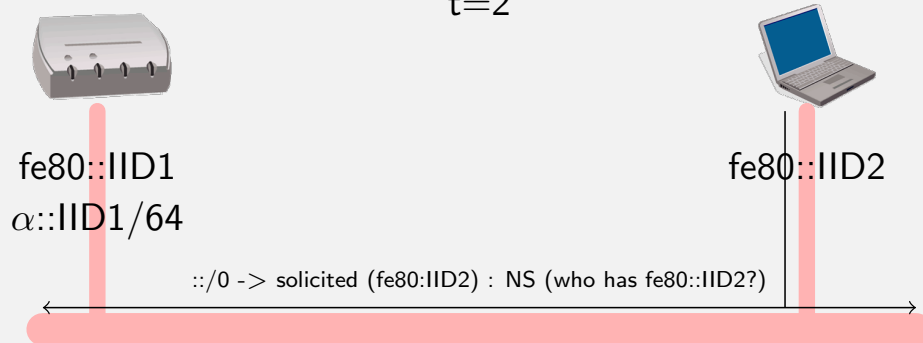 t=2
fe80::IID1
fe80::IID2
α::IID1/64
::/0 -> solicited (fe80:IID2) : NS (who has fe80::IID2?)